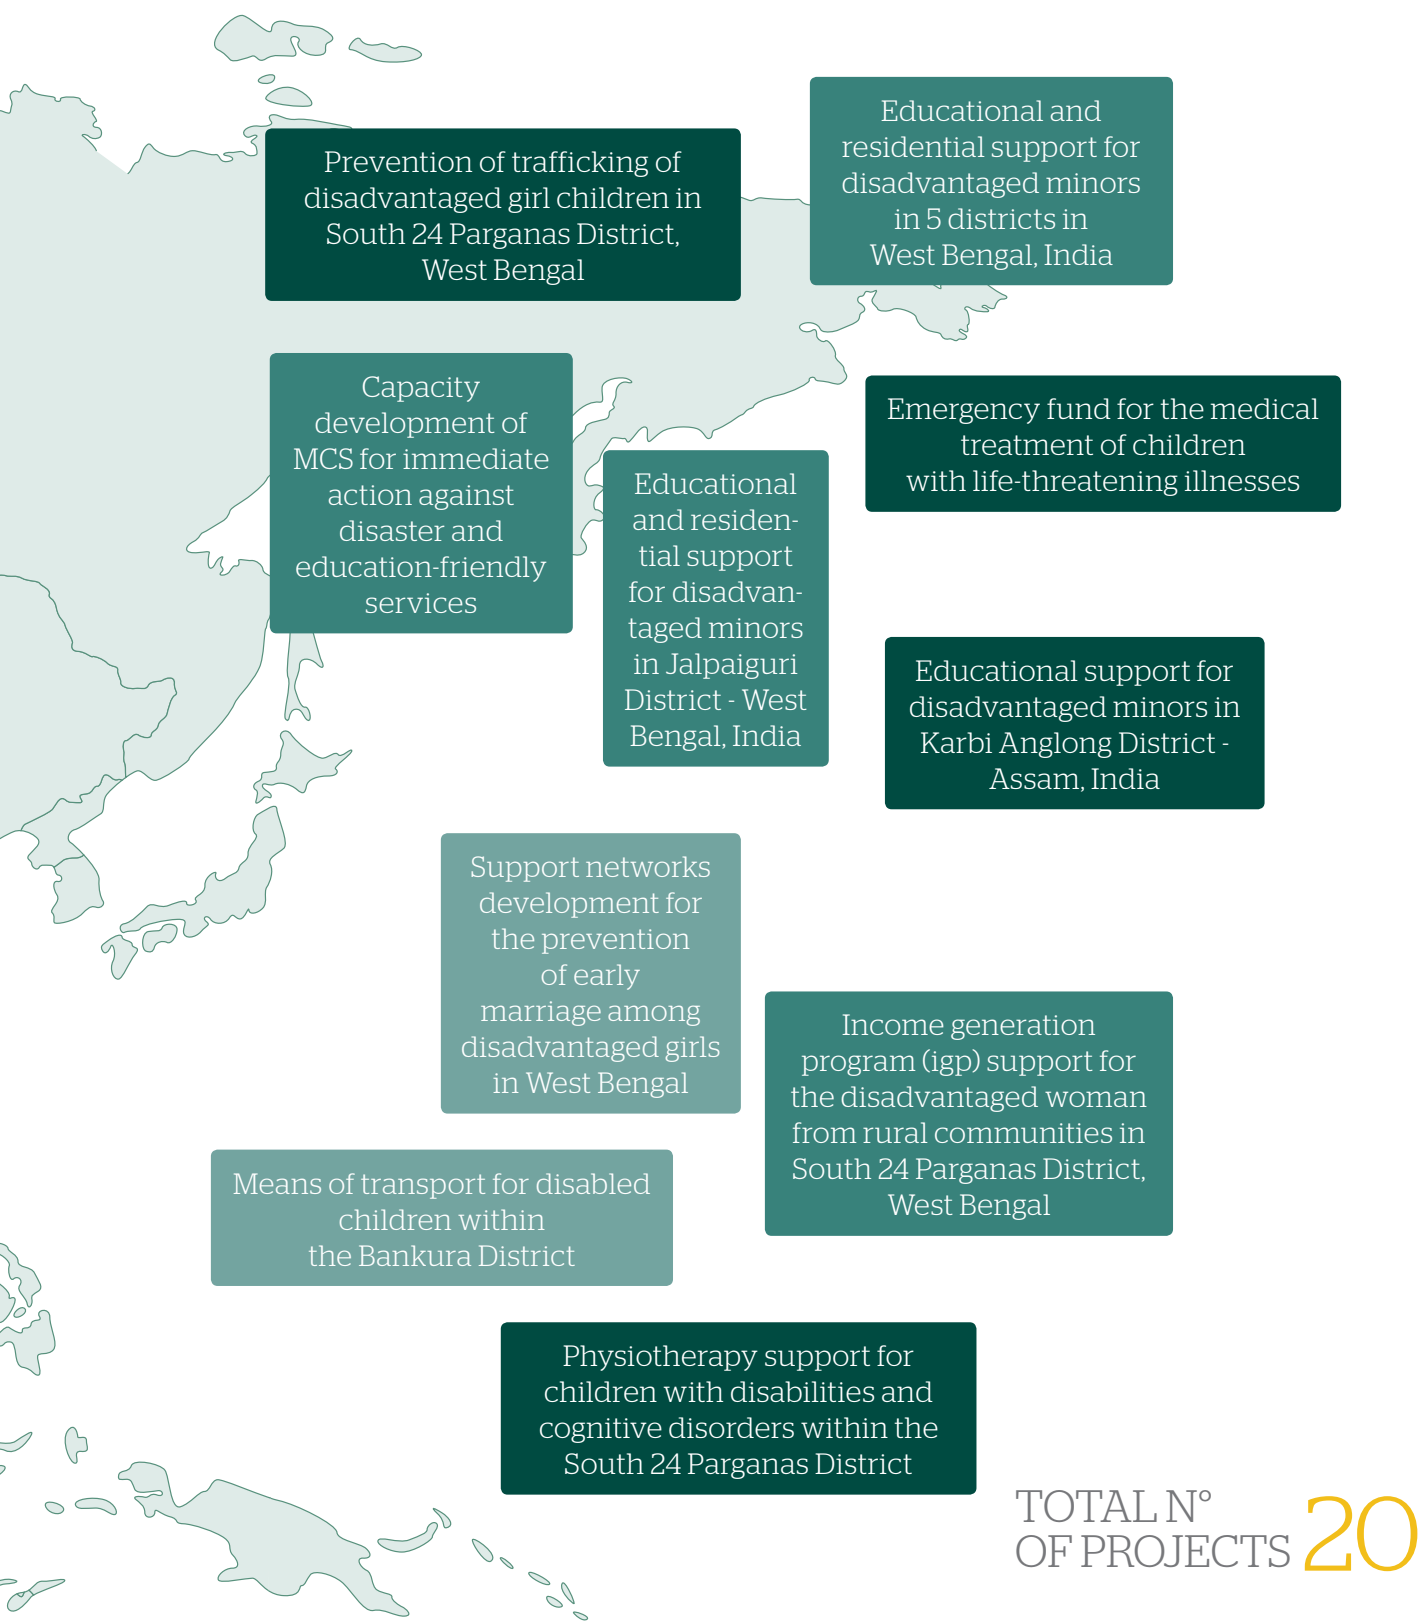 Prevention of trafficking of
disadvantaged girl children in
South 24 Parganas District,
West Bengal
Educational and
residential support for
disadvantaged minors
in 5 districts in
West Bengal, India
Capacity
development of
MCS for immediate
action against
disaster and
education-friendly
services
Emergency fund for the medical
treatment of children
with life-threatening illnesses
Educational
and residen-
tial support
for disadvan-
taged minors
in Jalpaiguri
District - West
Bengal, India
Educational support for
disadvantaged minors in
Karbi Anglong District -
Assam, India
Support networks
development for
the prevention
of early
marriage among
disadvantaged girls
in West Bengal
Income generation
program (igp) support for
the disadvantaged woman
from rural communities in
South 24 Parganas District,
West Bengal
Means of transport for disabled
children within
the Bankura District
Physiotherapy support for
children with disabilities and
cognitive disorders within the
South 24 Parganas District
TOTAL N°
OF PROJECTS 20